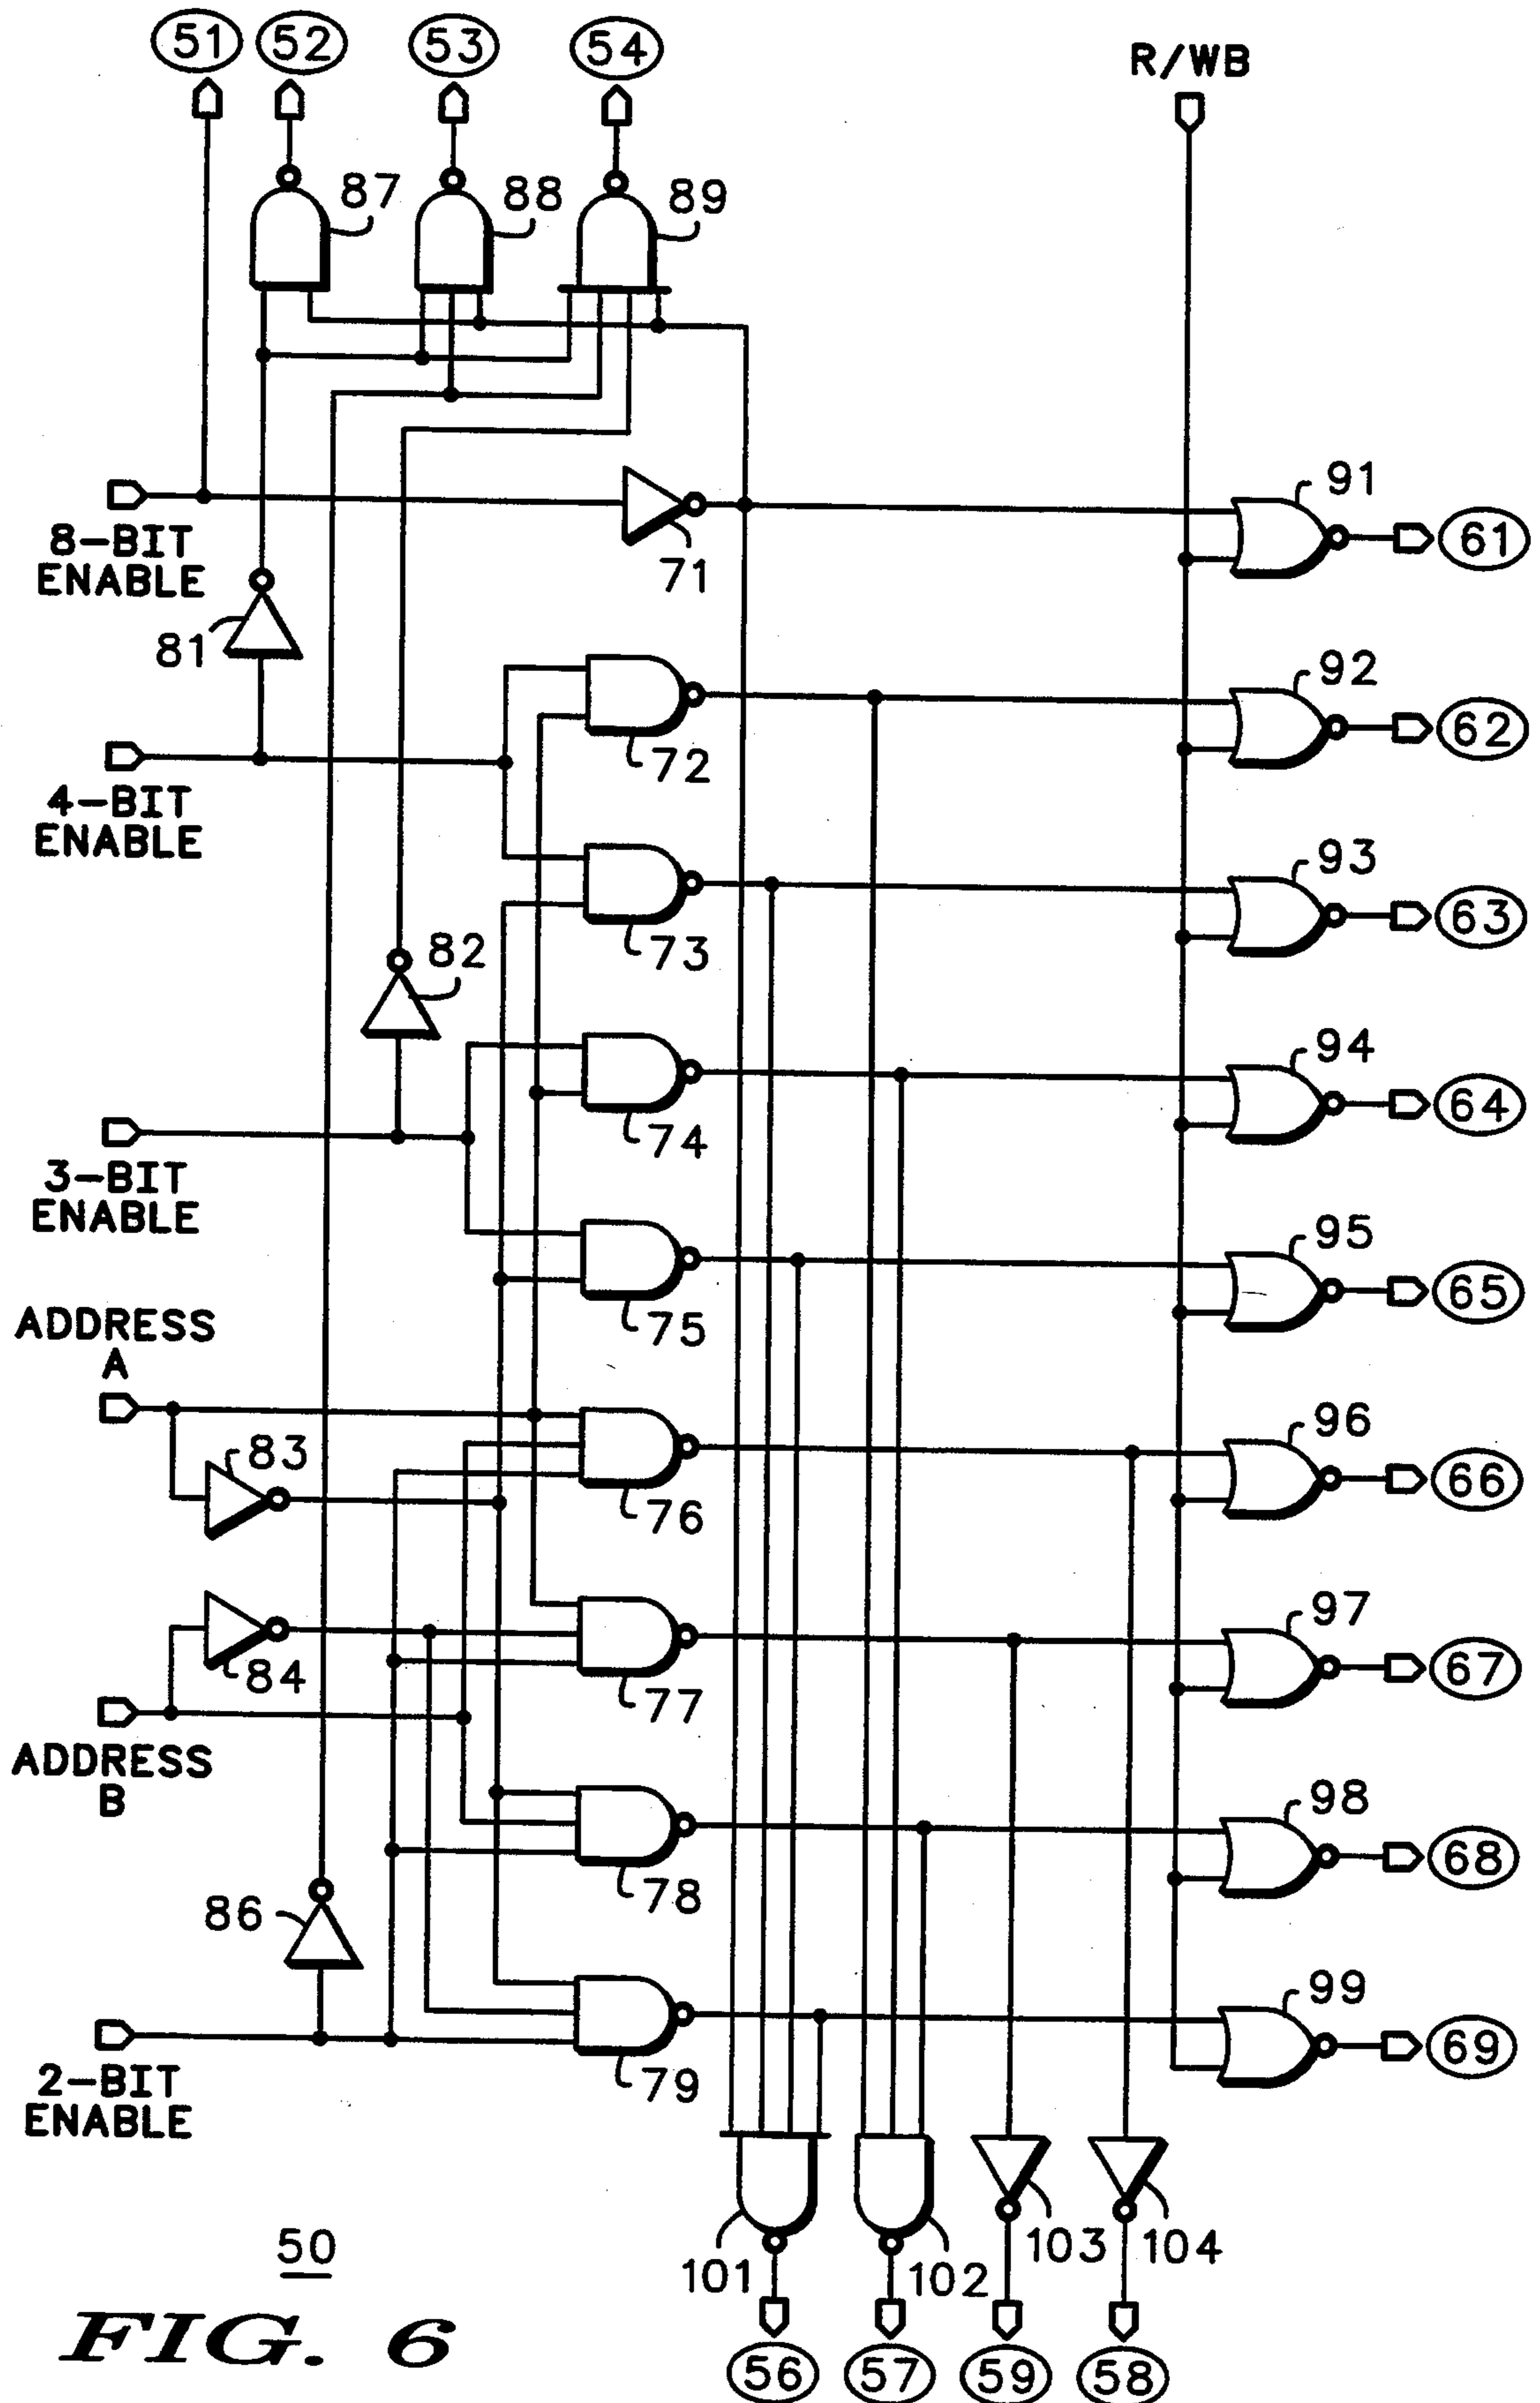 51 52 53 54
R/WB
87 88 89
8-BIT
ENABLE
71
91
61
81
4-BIT
ENABLE
72
92
62
73
93
63
82
3-BIT
ENABLE
74
94
64
75
95
65
ADDRESS
A
83
76
96
66
84
77
97
67
ADDRESS
B
78
98
68
86
2-BIT
ENABLE
79
99
69
101 102 103 104
50
FIG. 6
56 57 59 58